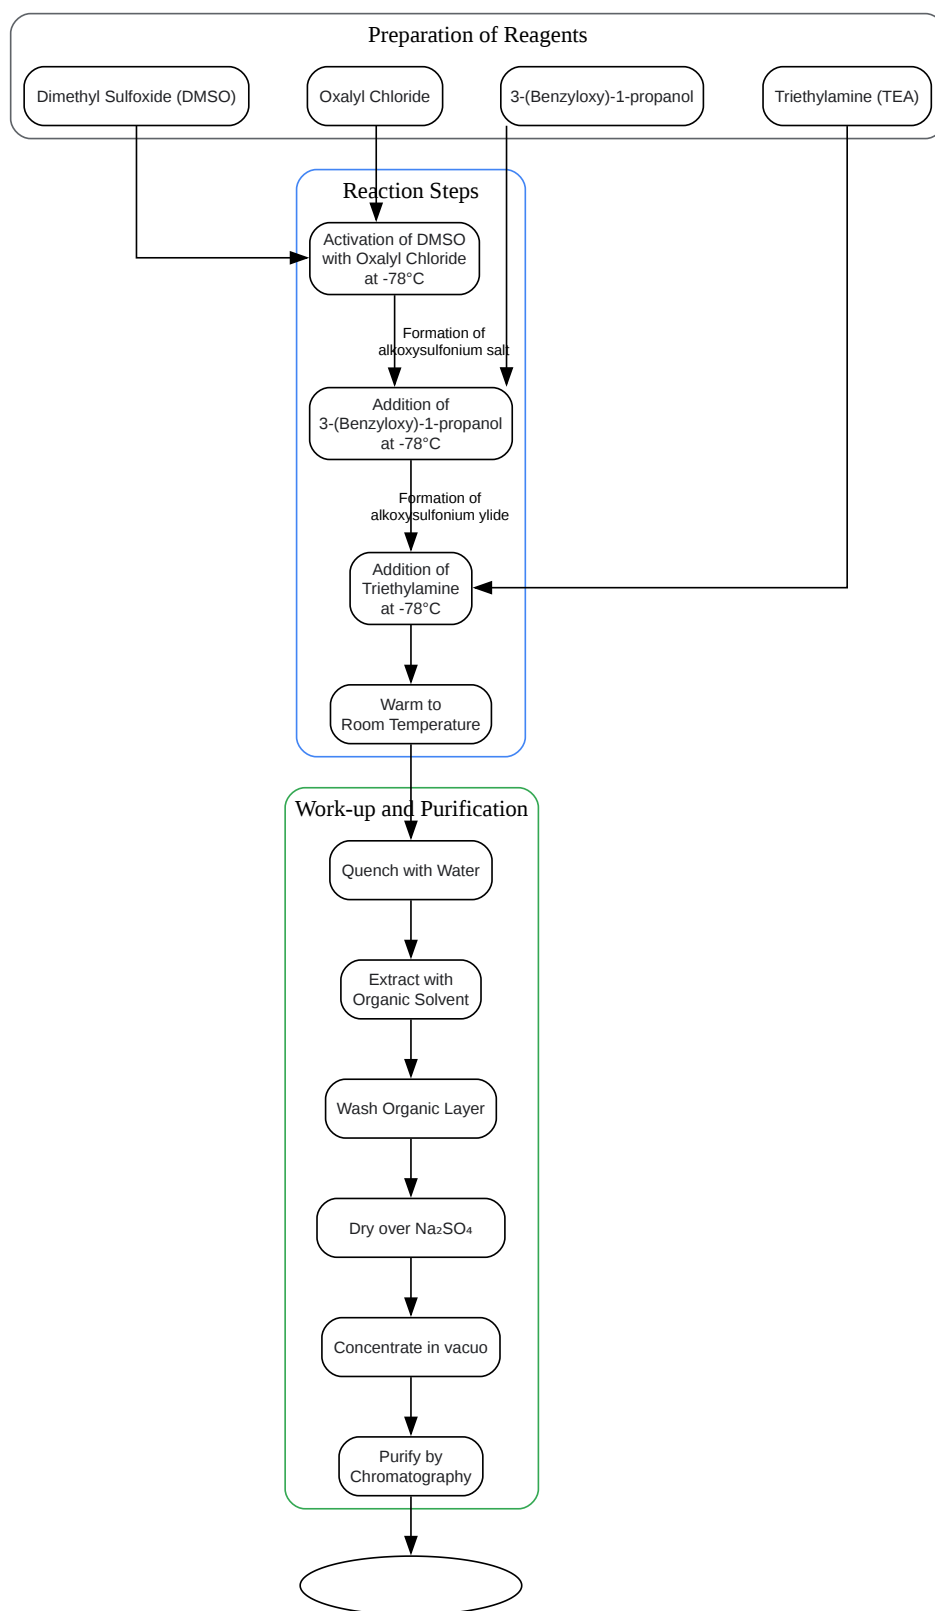 Preparation of Reagents
Dimethyl Sulfoxide (DMSO)
Oxalyl Chloride
3-(Benzyloxy)-1-propanol
Triethylamine (TEA)
Reaction Steps
Activation of DMSO
with Oxalyl Chloride
at -78°C
Formation of
alkoxysulfonium salt
Addition of
3-(Benzyloxy)-1-propanol
at -78°C
Formation of
alkoxysulfonium ylide
Addition of
Triethylamine
at -78°C
Warm to
Room Temperature
Work-up and Purification
Quench with Water
Extract with
Organic Solvent
Wash Organic Layer
Dry over Na₂SO₄
Concentrate in vacuo
Purify by
Chromatography